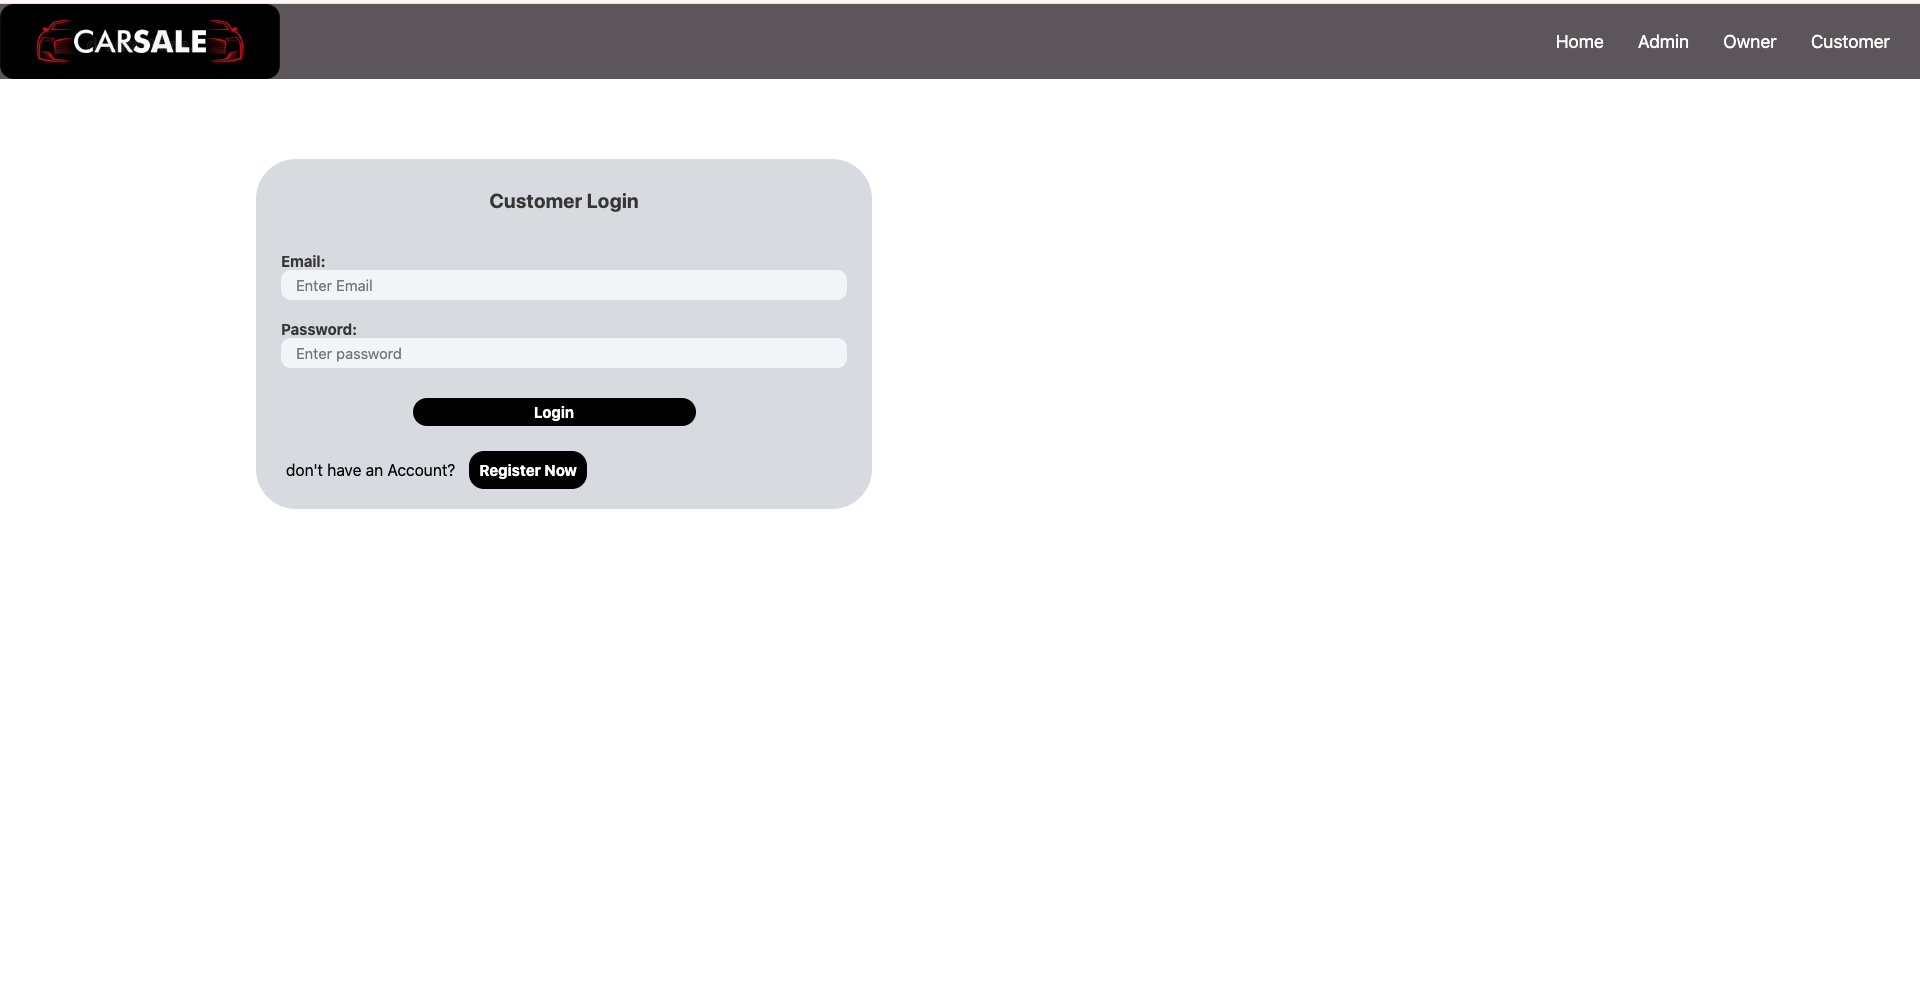 CARSALE
Home Admin Owner Customer
Customer Login
Email:
Enter Email
Password:
Enter password
Login
don't have an Account? Register Now